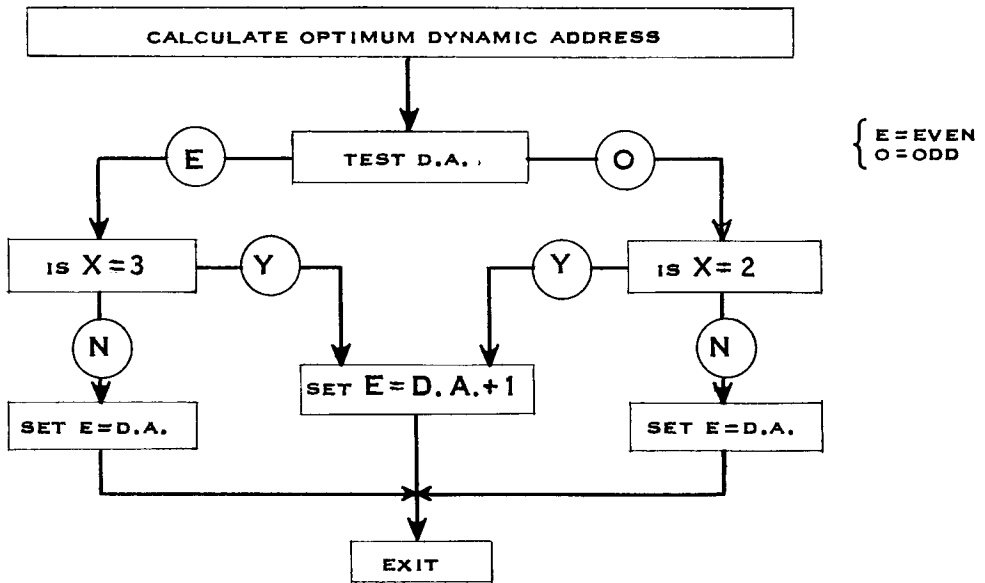 CALCULATE OPTIMUM DYNAMIC ADDRESS
E
TEST D.A.
O
E=EVEN
O=ODD
IS X=3
Y
Y
IS X=2
N
N
SET E=D.A.+1
SET E=D.A.
SET E=D.A.
EXIT